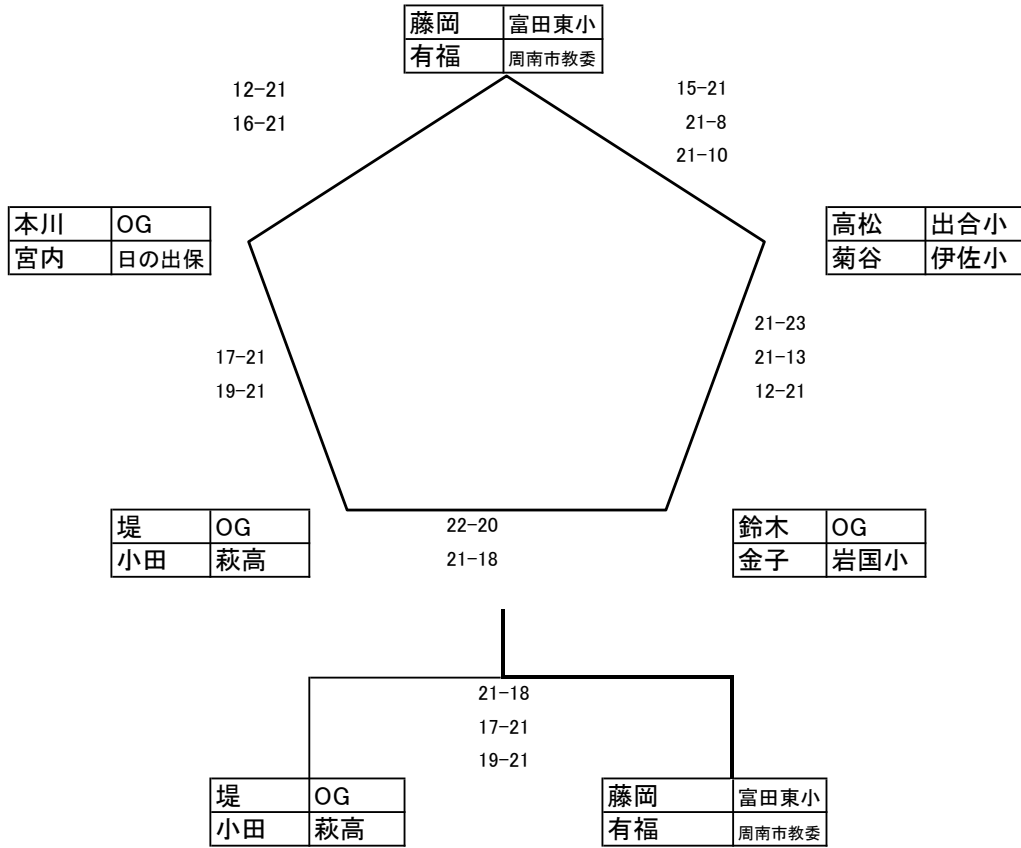 藤岡 富田東小
有福 周南市教委
12-21
16-21
15-21
21-8
21-10
本川 OG
宮内 日の出保
高松 出合小
菊谷 伊佐小
17-21
19-21
21-23
21-13
12-21
堤 OG
小田 萩高
22-20
21-18
鈴木 OG
金子 岩国小
21-18
17-21
19-21
堤 OG
小田 萩高
藤岡 富田東小
有福 周南市教委